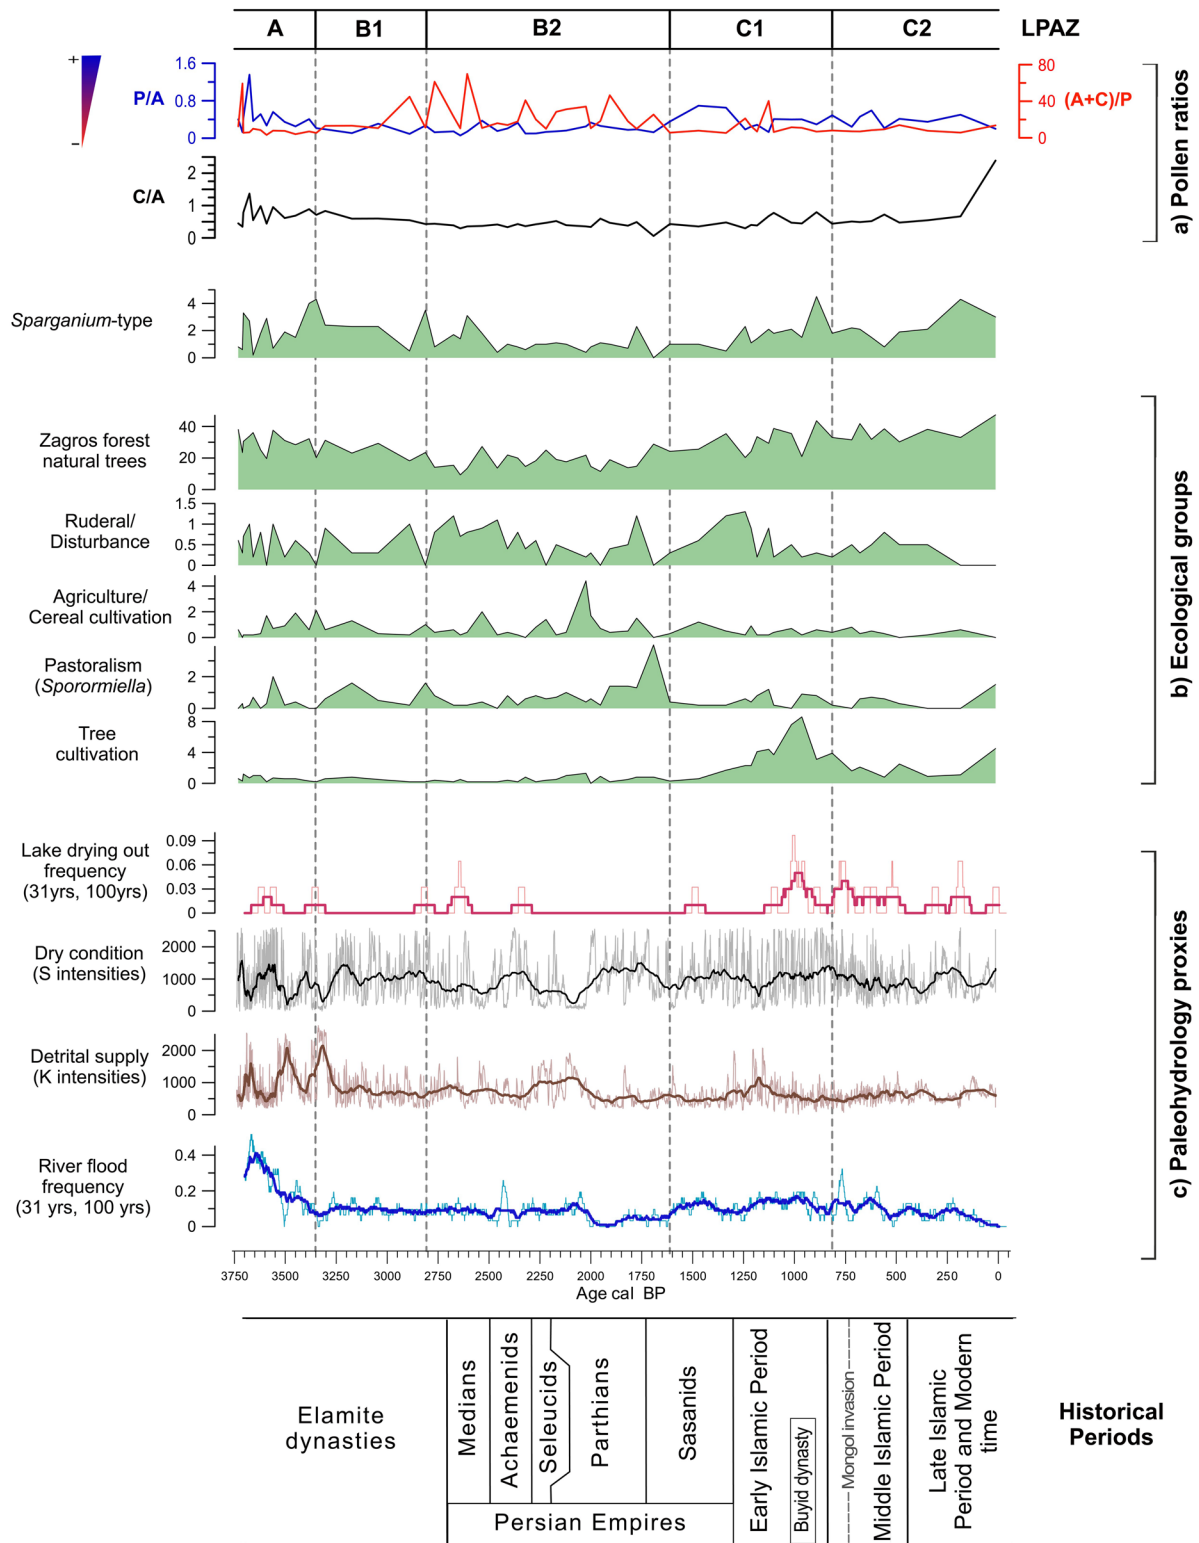 A B1 B2 C1 C2 LPAZ
+
−
P/A
1.6
0.8
0
80
40
0
(A+C)/P
C/A
2
1
0
a) Pollen ratios
Sparganium-type
4
2
0
Zagros forest
natural trees
40
20
0
Ruderal/
Disturbance
1.5
1
0.5
0
Agriculture/
Cereal cultivation
4
2
0
Pastoralism
(Sporormiella)
2
0
Tree
cultivation
8
4
0
b) Ecological groups
Lake drying out
frequency
(31yrs, 100yrs)
0.09
0.06
0.03
0
Dry condition
(S intensities)
2000
1000
0
Detrital supply
(K intensities)
2000
1000
0
River flood
frequency
(31 yrs, 100 yrs)
0.4
0.2
0
c) Paleohydrology proxies
3750 3500 3250 3000 2750 2500 2250 2000 1750 1500 1250 1000 750 500 250 0
Age cal BP
Elamite
dynasties
Medians
Achaemenids
Seleucids
Parthians
Sasanids
Persian Empires
Early Islamic Period
Buyid dynasty
Mongol invasion
Middle Islamic Period
Late Islamic
Period and Modern
time
Historical
Periods